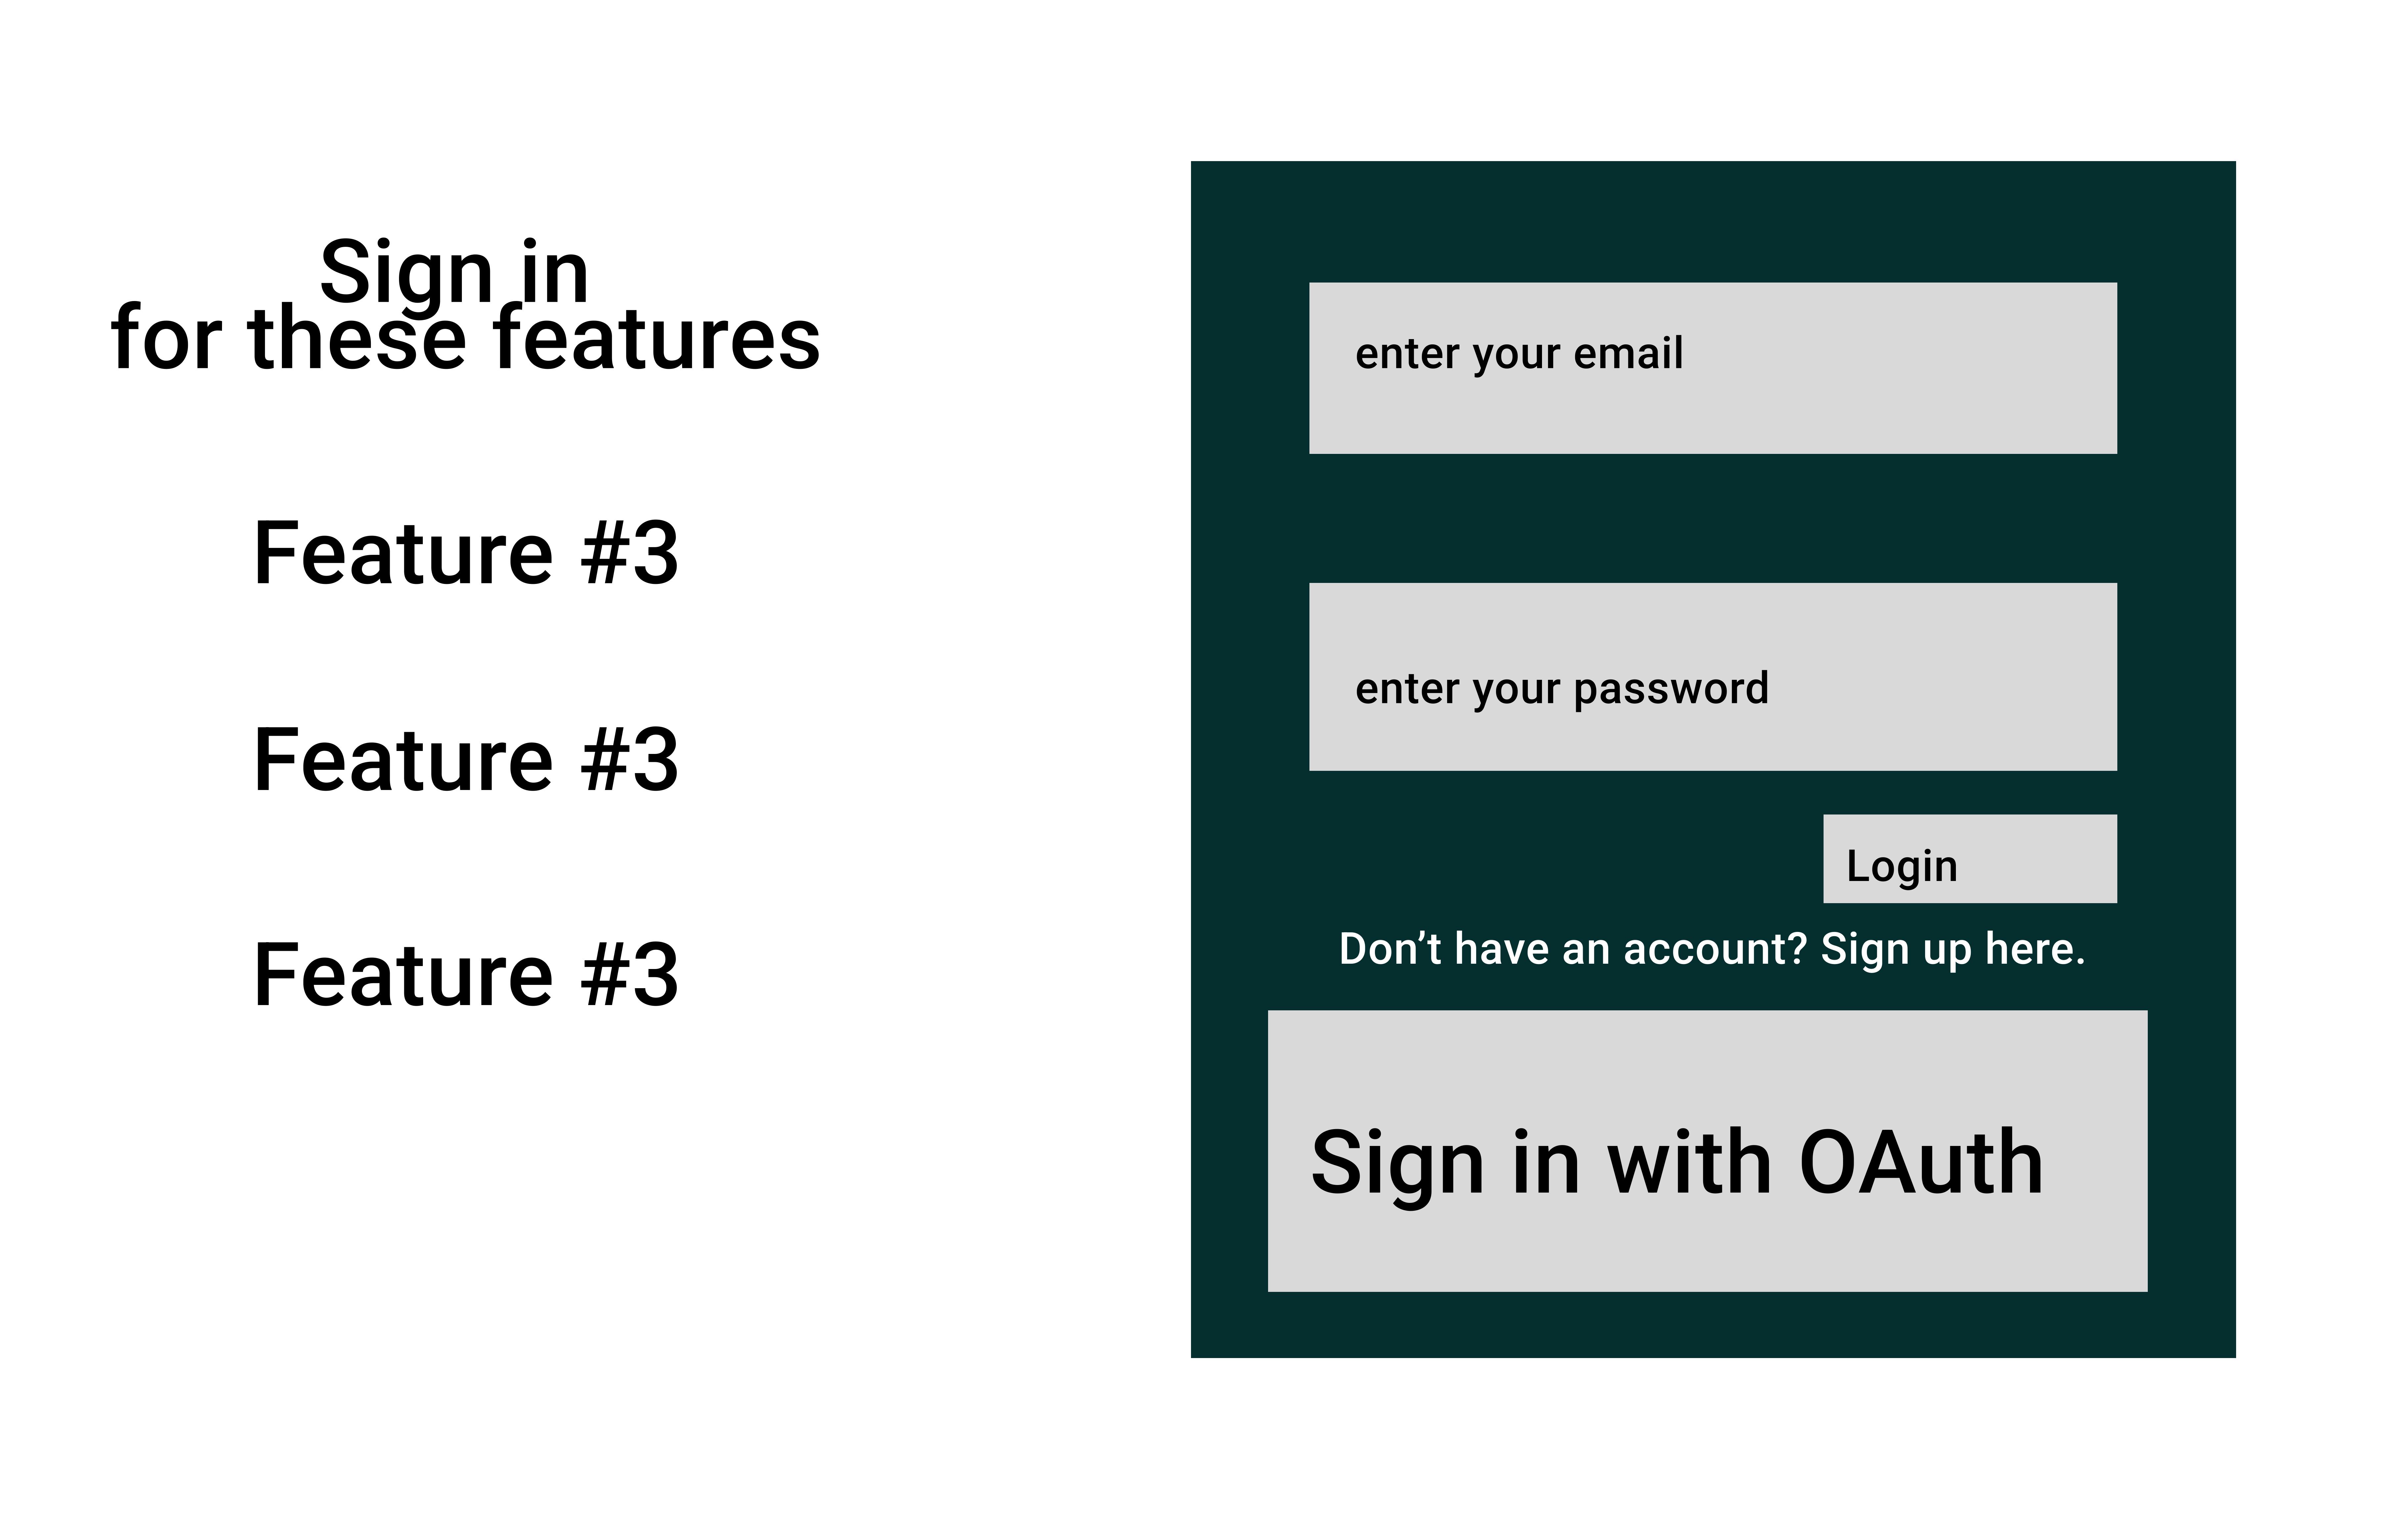 Sign in
for these features
Feature #3
Feature #3
Feature #3
enter your email
enter your password
Login
Don’t have an account? Sign up here.
Sign in with OAuth